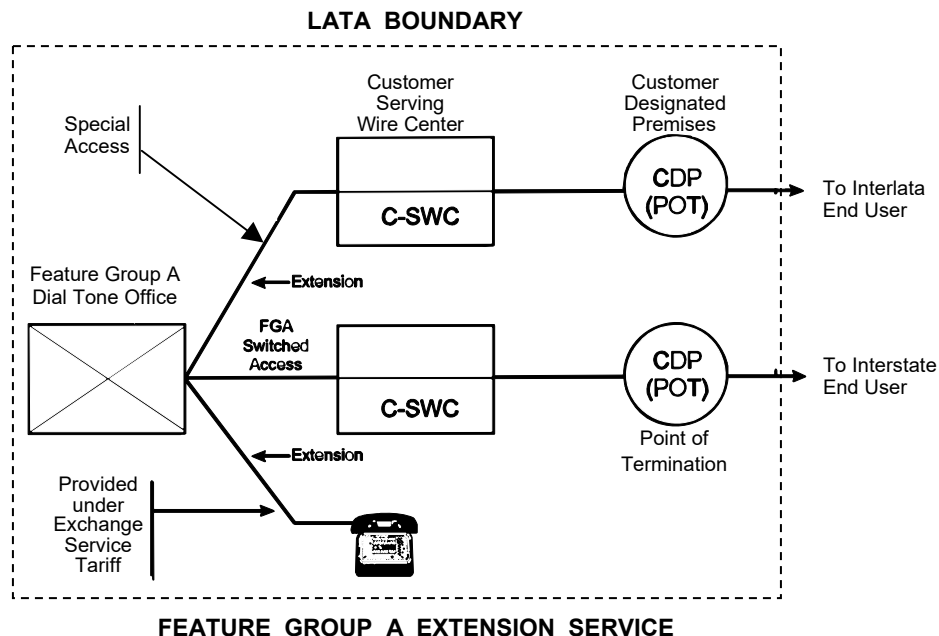 LATA BOUNDARY
Special
Access
Customer
Serving
Wire Center
C-SWC
Customer
Designated
Premises
CDP
(POT)
To Interlata
End User
Extension
Feature Group A
Dial Tone Office
FGA
Switched
Access
C-SWC
CDP
(POT)
To Interstate
End User
Point of
Termination
Extension
Provided
under
Exchange
Service
Tariff
FEATURE GROUP A EXTENSION SERVICE